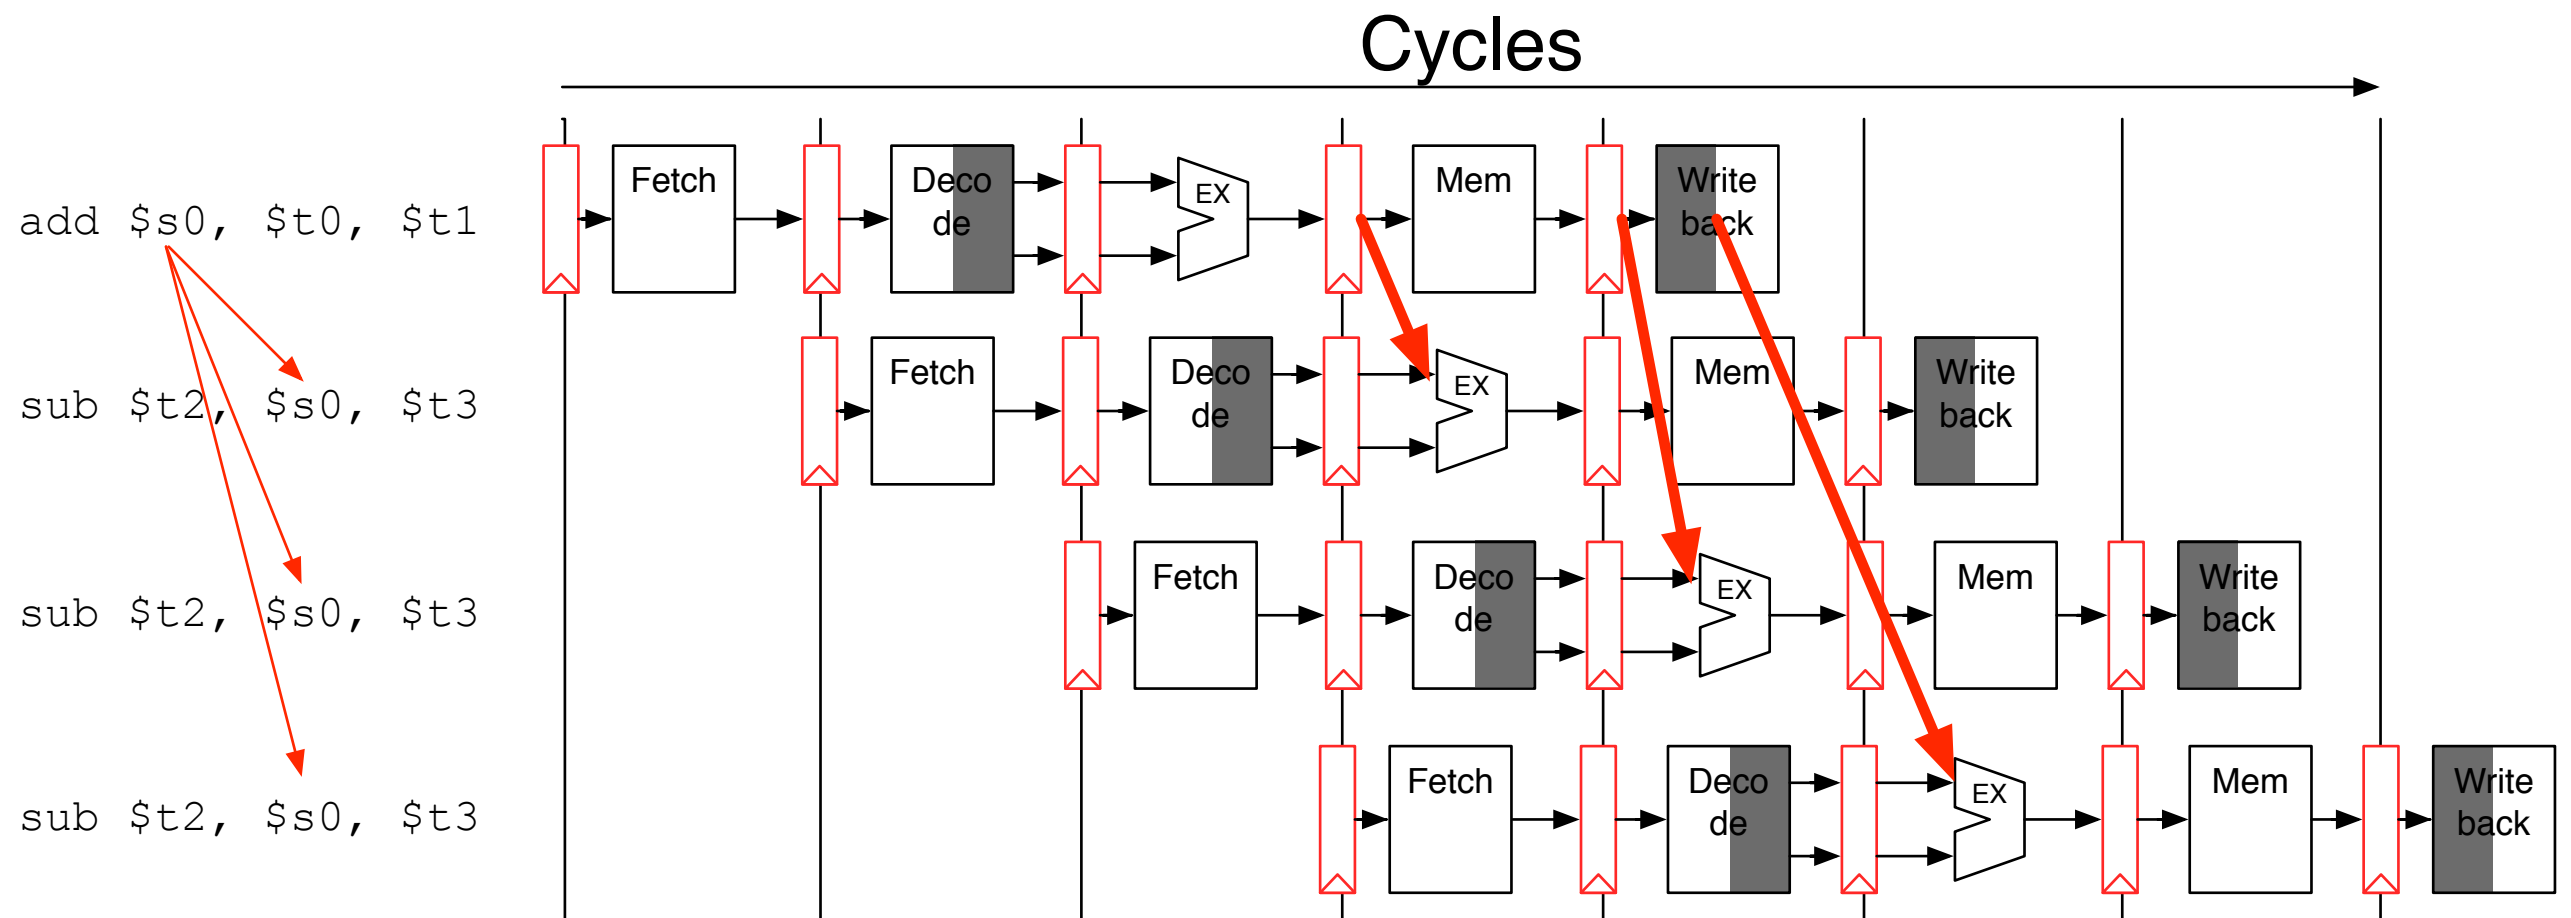 Cycles
add $s0, $t0, $t1
Fetch
Deco
de
EX
Mem
Write
back
sub $t2, $s0, $t3
Fetch
Deco
de
EX
Mem
Write
back
sub $t2, $s0, $t3
Fetch
Deco
de
EX
Mem
Write
back
sub $t2, $s0, $t3
Fetch
Deco
de
EX
Mem
Write
back